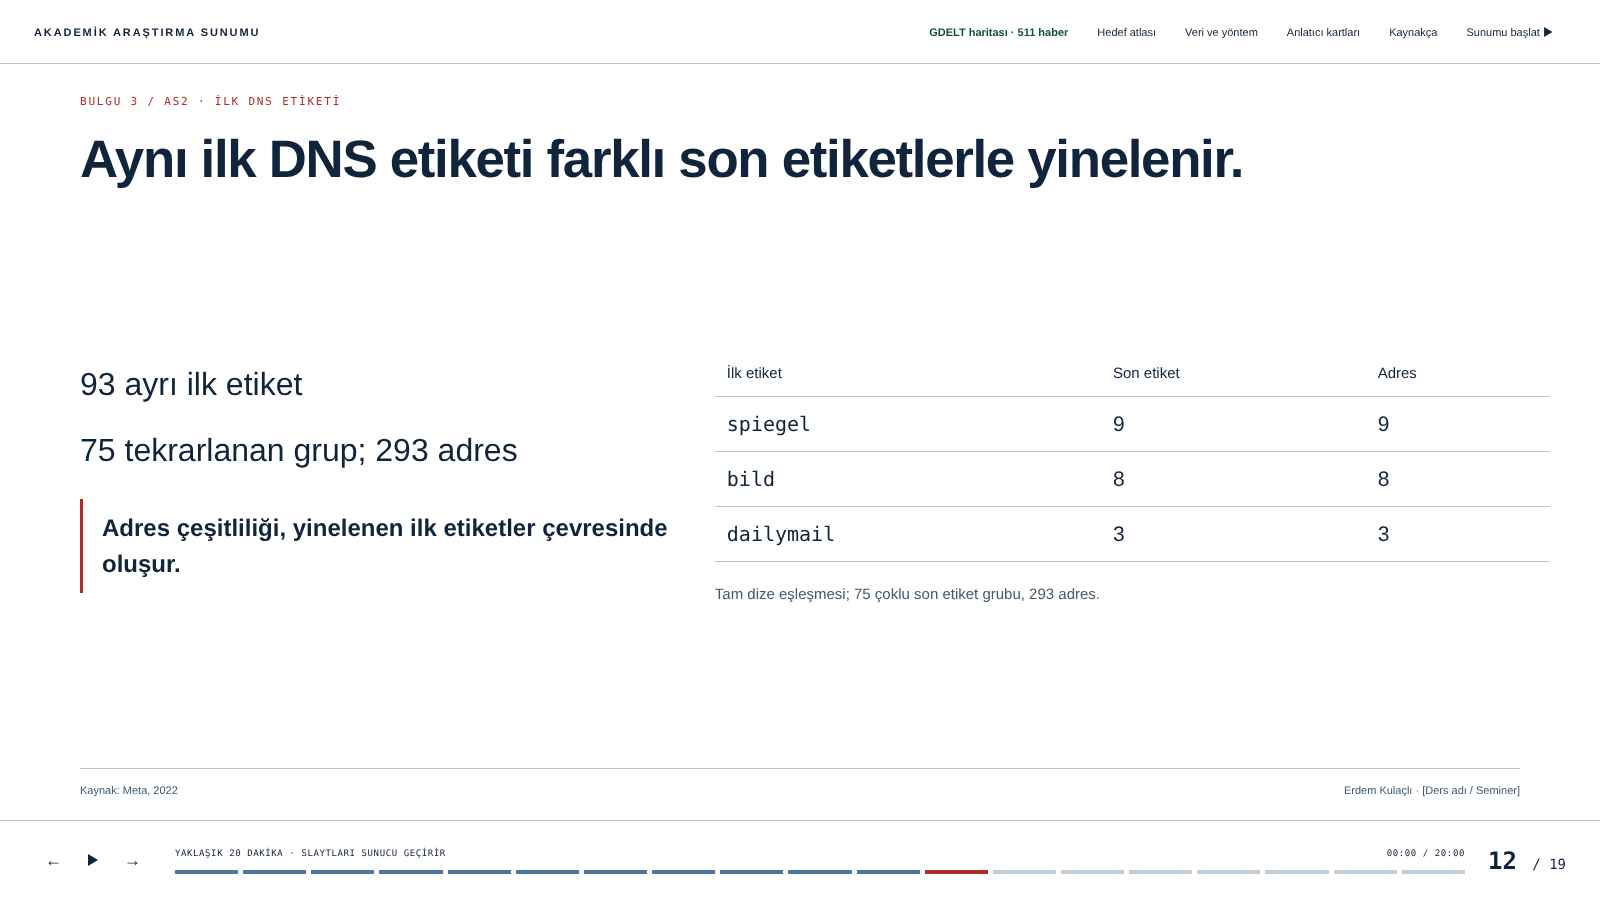 AKADEMİK ARAŞTIRMA SUNUMU
GDELT haritası · 511 haber
Hedef atlası
Veri ve yöntem
Anlatıcı kartları
Kaynakça
Sunumu başlat ▶
BULGU 3 / AS2 · İLK DNS ETİKETİ
Aynı ilk DNS etiketi farklı son etiketlerle yinelenir.
93 ayrı ilk etiket
75 tekrarlanan grup; 293 adres
Adres çeşitliliği, yinelenen ilk etiketler çevresinde
oluşur.
İlk etiket Son etiket Adres
spiegel 9 9
bild 8 8
dailymail 3 3
Tam dize eşleşmesi; 75 çoklu son etiket grubu, 293 adres.
Kaynak: Meta, 2022
Erdem Kulaçlı · [Ders adı / Seminer]
← ▶ →
YAKLAŞIK 20 DAKİKA · SLAYTLARI SUNUCU GEÇİRİR
00:00 / 20:00
12 / 19